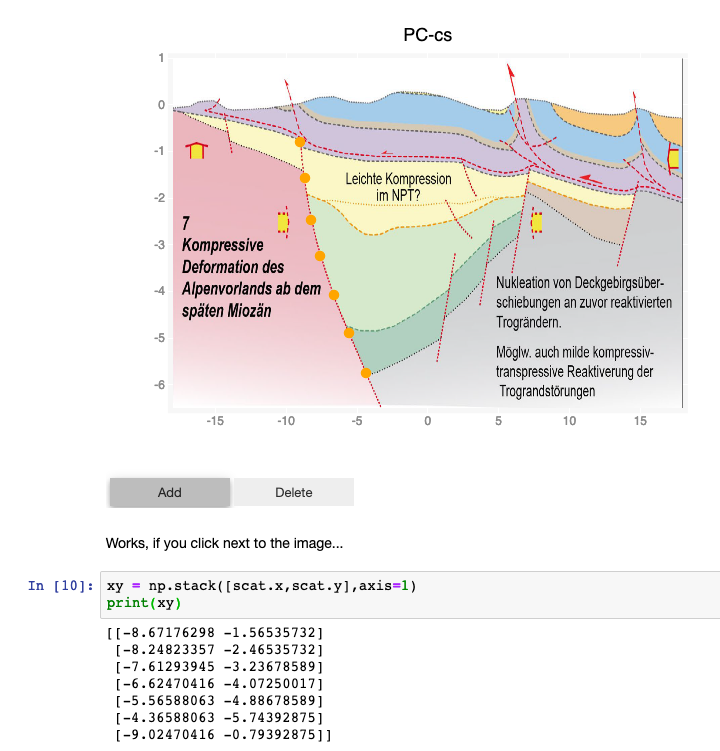 PC-cs
1
0
-1
-2
-3
-4
-5
-6
Leichte Kompression
im NPT?
7
Kompressive
Deformation des
Alpenvorlands ab dem
späten Miozän
Nukleation von Deckgebirgsüber-
schiebungen an zuvor reaktivierten
Trogrändern.
Möglw. auch milde kompressiv-
transpressive Reaktiverung der
Trograndstörungen
-15 -10 -5 0 5 10 15
Add Delete
Works, if you click next to the image...
In [10]: xy = np.stack([scat.x,scat.y],axis=1)
print(xy)
[[-8.67176298 -1.56535732]
[-8.24823357 -2.46535732]
[-7.61293945 -3.23678589]
[-6.62470416 -4.07250017]
[-5.56588063 -4.88678589]
[-4.36588063 -5.74392875]
[-9.02470416 -0.79392875]]